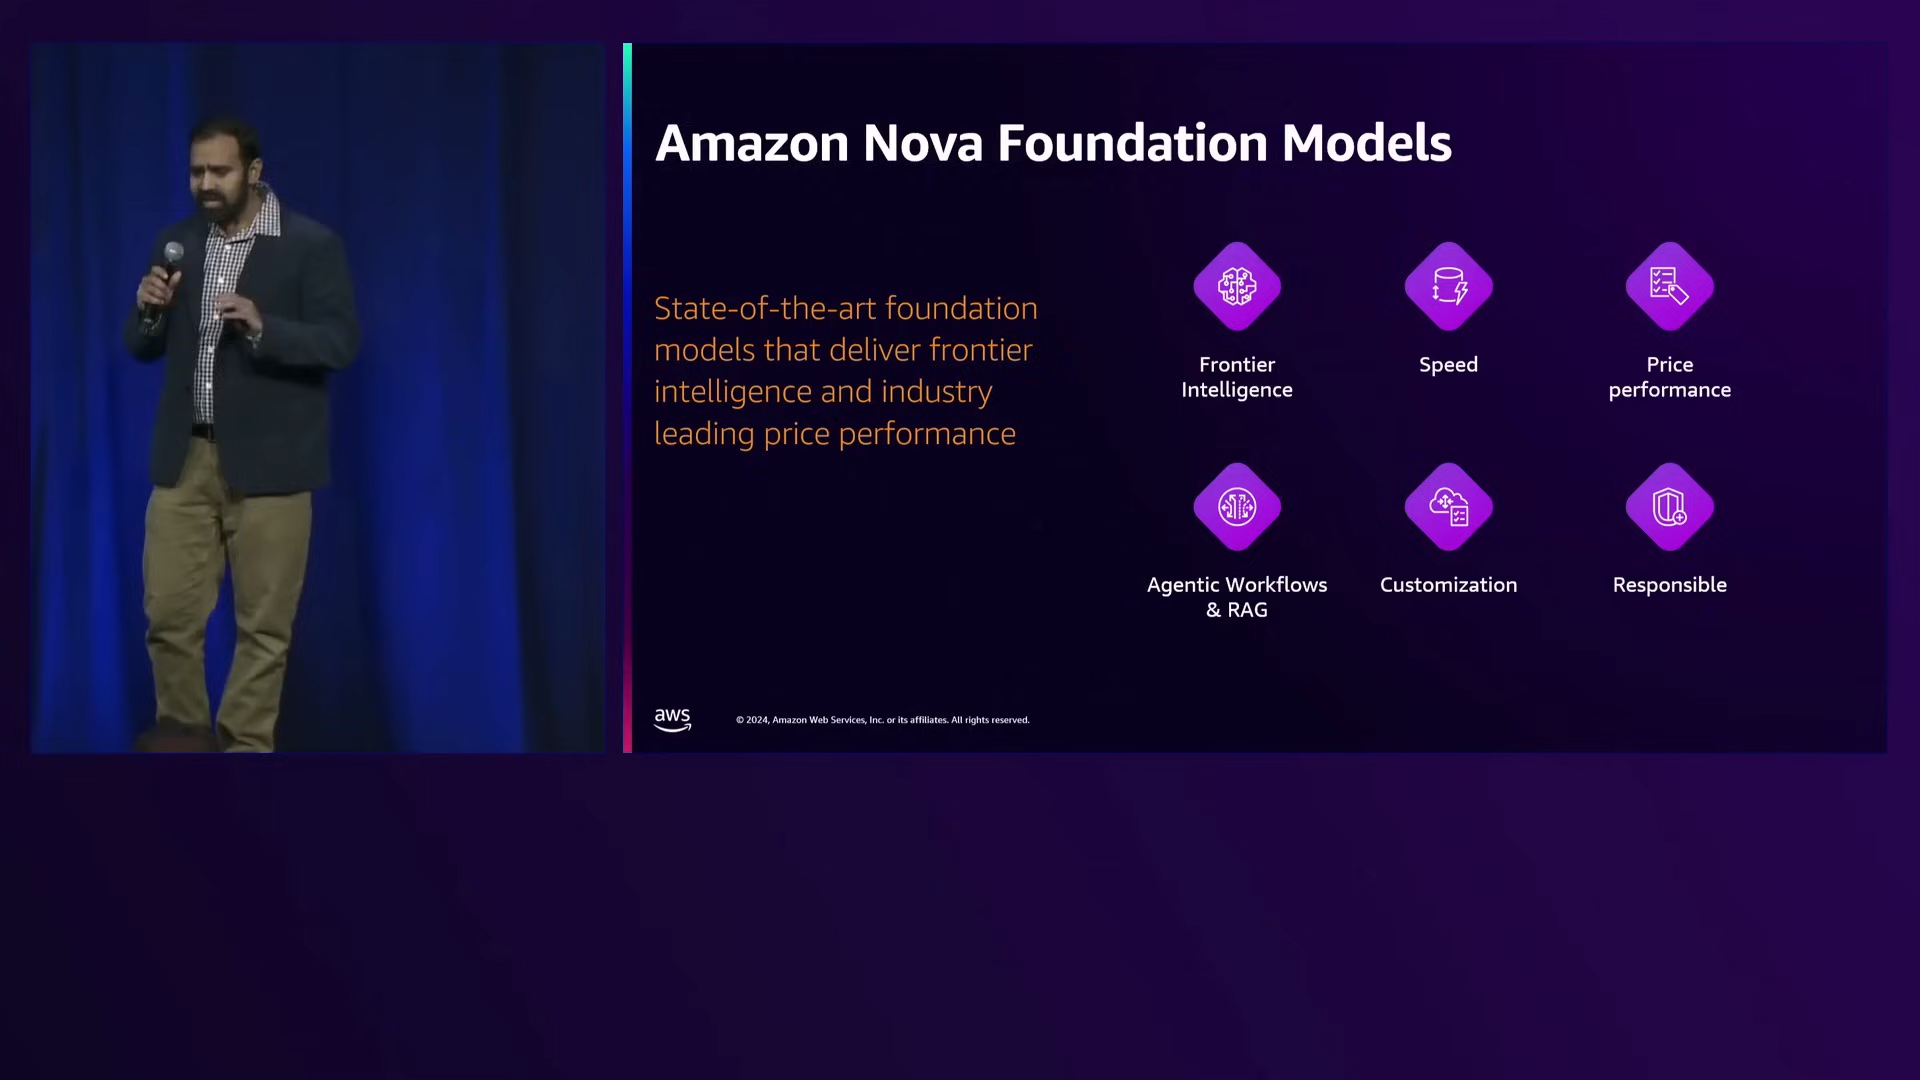 Amazon Nova Foundation Models
State-of-the-art foundation
models that deliver frontier
intelligence and industry
leading price performance
Frontier
Intelligence
Speed
Price
performance
Agentic Workflows
& RAG
Customization
Responsible
aws
© 2024, Amazon Web Services, Inc. or its affiliates. All rights reserved.